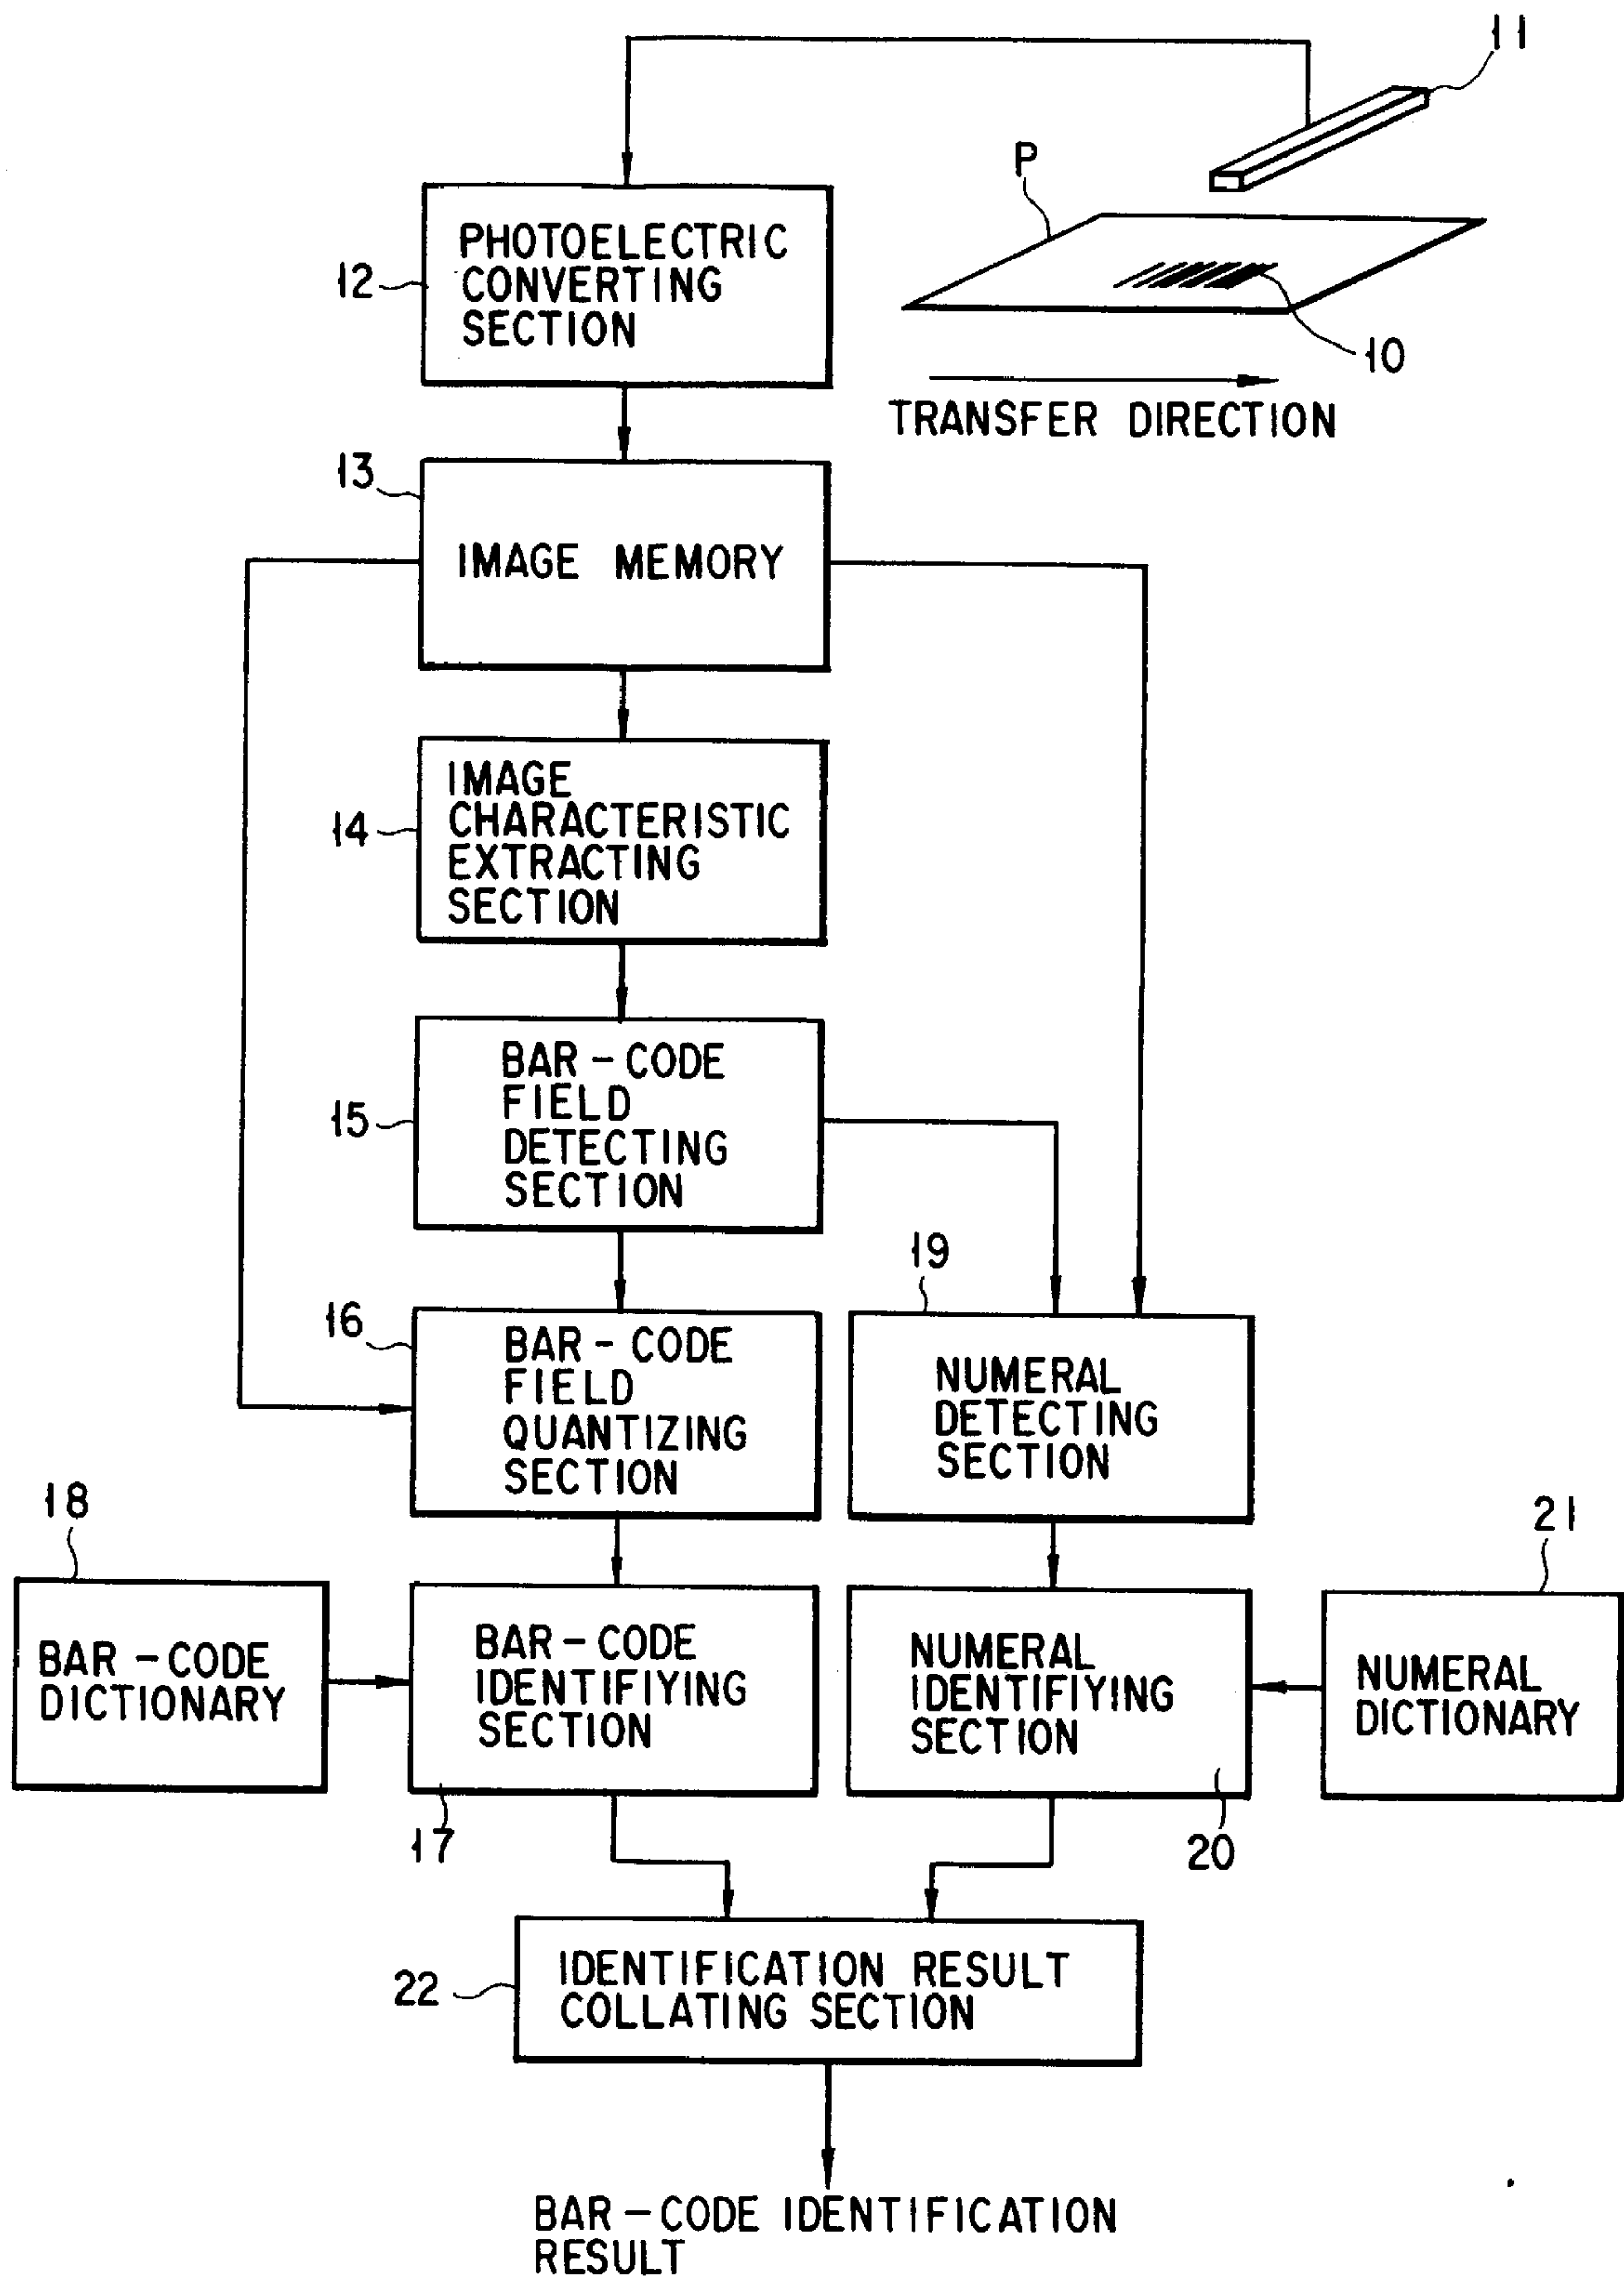 11
P
PHOTOELECTRIC
CONVERTING
SECTION
12
10
TRANSFER DIRECTION
13
IMAGE MEMORY
IMAGE
CHARACTERISTIC
EXTRACTING
SECTION
14
BAR-CODE
FIELD
DETECTING
SECTION
15
19
16
BAR-CODE
FIELD
QUANTIZING
SECTION
NUMERAL
DETECTING
SECTION
18
21
BAR-CODE
DICTIONARY
BAR-CODE
IDENTIFIYING
SECTION
NUMERAL
IDENTIFIYING
SECTION
NUMERAL
DICTIONARY
17
20
22
IDENTIFICATION RESULT
COLLATING SECTION
BAR-CODE IDENTIFICATION
RESULT